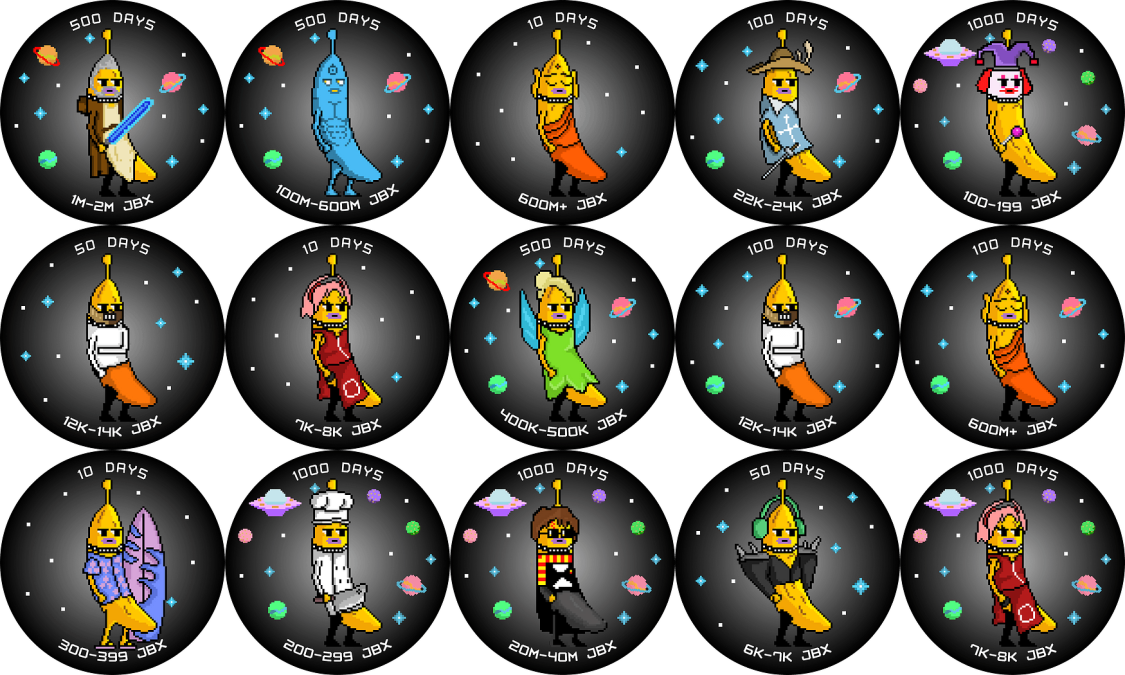 500 DAYS
1M-2M JBX
500 DAYS
100M-600M JBX
10 DAYS
600M+ JBX
100 DAYS
22K-24K JBX
1000 DAYS
100-199 JBX
50 DAYS
12K-14K JBX
10 DAYS
7K-8K JBX
500 DAYS
400K-500K JBX
100 DAYS
12K-14K JBX
100 DAYS
600M+ JBX
10 DAYS
300-399 JBX
1000 DAYS
200-299 JBX
1000 DAYS
20M-40M JBX
50 DAYS
6K-7K JBX
1000 DAYS
7K-8K JBX